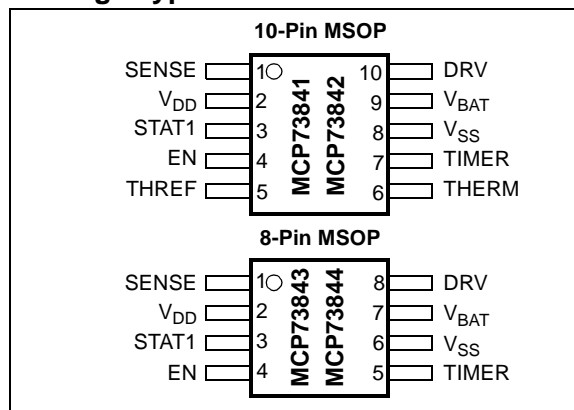 10-Pin MSOP
SENSE 1 10 DRV
VDD 2 9 VBAT
STAT1 3 8 VSS
EN 4 7 TIMER
THREF 5 6 THERM
MCP73841
MCP73842
8-Pin MSOP
SENSE 1 8 DRV
VDD 2 7 VBAT
STAT1 3 6 VSS
EN 4 5 TIMER
MCP73843
MCP73844